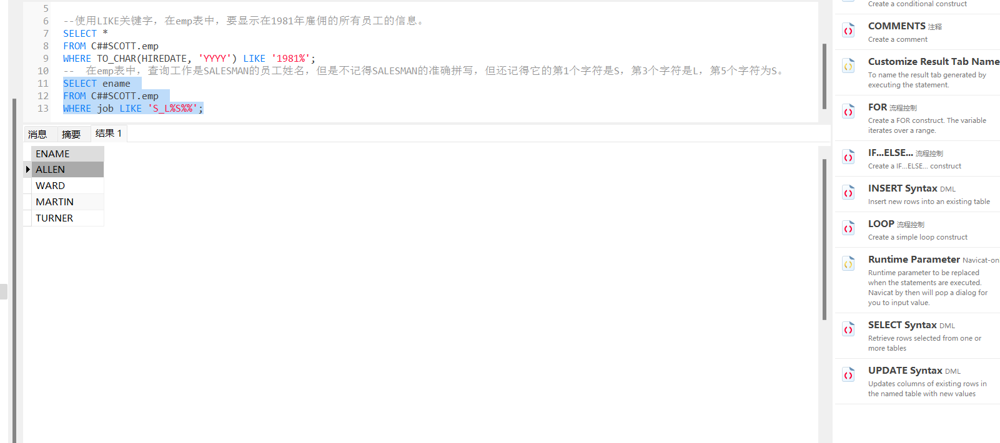 5
6 --使用LIKE关键字，在emp表中，要显示在1981年雇佣的所有员工的信息。
7 SELECT *
8 FROM C##SCOTT.emp
9 WHERE TO_CHAR(HIREDATE, 'YYYY') LIKE '1981%';
10 -- 在emp表中，查询工作是SALESMAN的员工姓名，但是不记得SALESMAN的准确拼写，但还记得它的第1个字符是S，第3个字符是L，第5个字符为S。
11 SELECT ename
12 FROM C##SCOTT.emp
13 WHERE job LIKE 'S_L%S%%';
消息 摘要 结果 1
ENAME
ALLEN
WARD
MARTIN
TURNER
Create a conditional construct
COMMENTS 注释
Create a comment
Customize Result Tab Name
To name the result tab generated by
executing the statement.
FOR 流程控制
Create a FOR construct. The variable
iterates over a range.
IF...ELSE... 流程控制
Create a IF...ELSE... construct
INSERT Syntax DML
Insert new rows into an existing table
LOOP 流程控制
Create a simple loop construct
Runtime Parameter Navicat-on
Runtime parameter to be replaced
when the statements are executed.
Navicat by then will pop a dialog for
you to input value.
SELECT Syntax DML
Retrieve rows selected from one or
more tables
UPDATE Syntax DML
Updates columns of existing rows in
the named table with new values